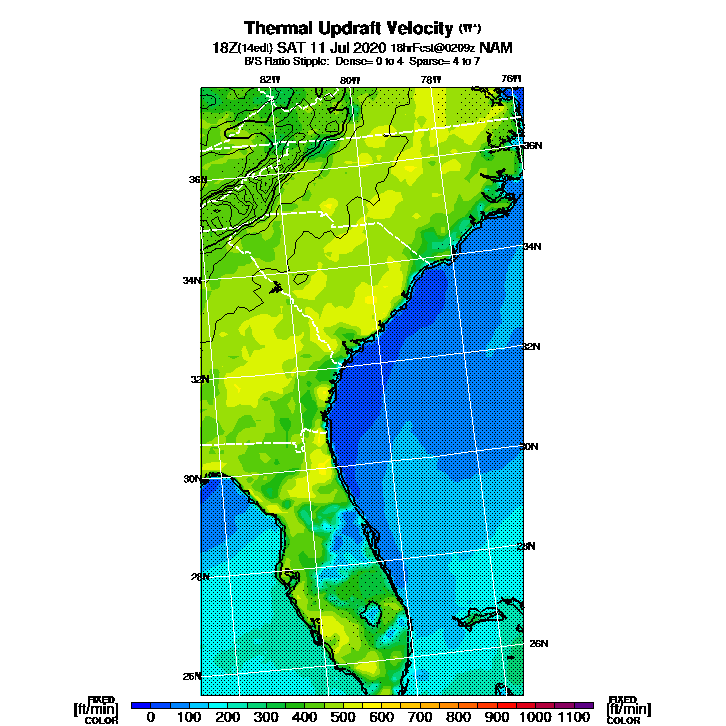 Thermal Updraft Velocity (W*)
18Z(14edt) SAT 11 Jul 2020 18hrFcst@0209z NAM
B/S Ratio Stipple: Dense= 0 to 4 Sparse= 4 to 7
82W 80W 78W 76W
36N
36N
34N
34N
32N
32N
30N
30N
28N
28N
26N
26N
FIXED FIXED
[ft/min] 0 100 200 300 400 500 600 700 800 900 1000 1100 [ft/min]
COLOR COLOR